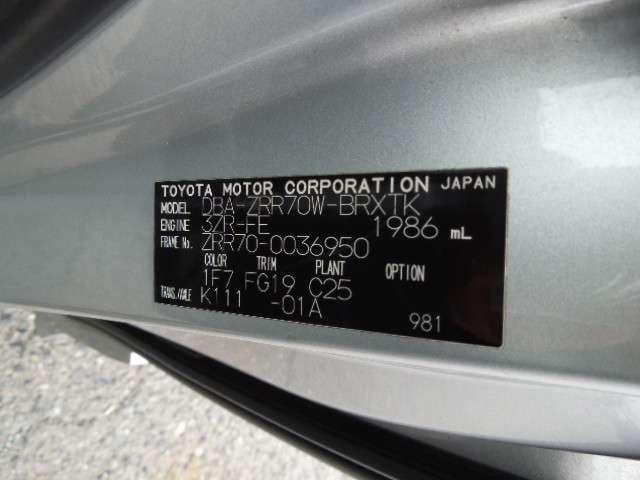 TOYOTA MOTOR CORPORATION JAPAN
MODEL DBA-ZRR70W-BRXTK
ENGINE 3ZR-FE 1986 mL
FRAME No. ZRR70-0036950
COLOR TRIM PLANT OPTION
1F7 FG19 C25
TRANS./AXLE K111 -01A
981